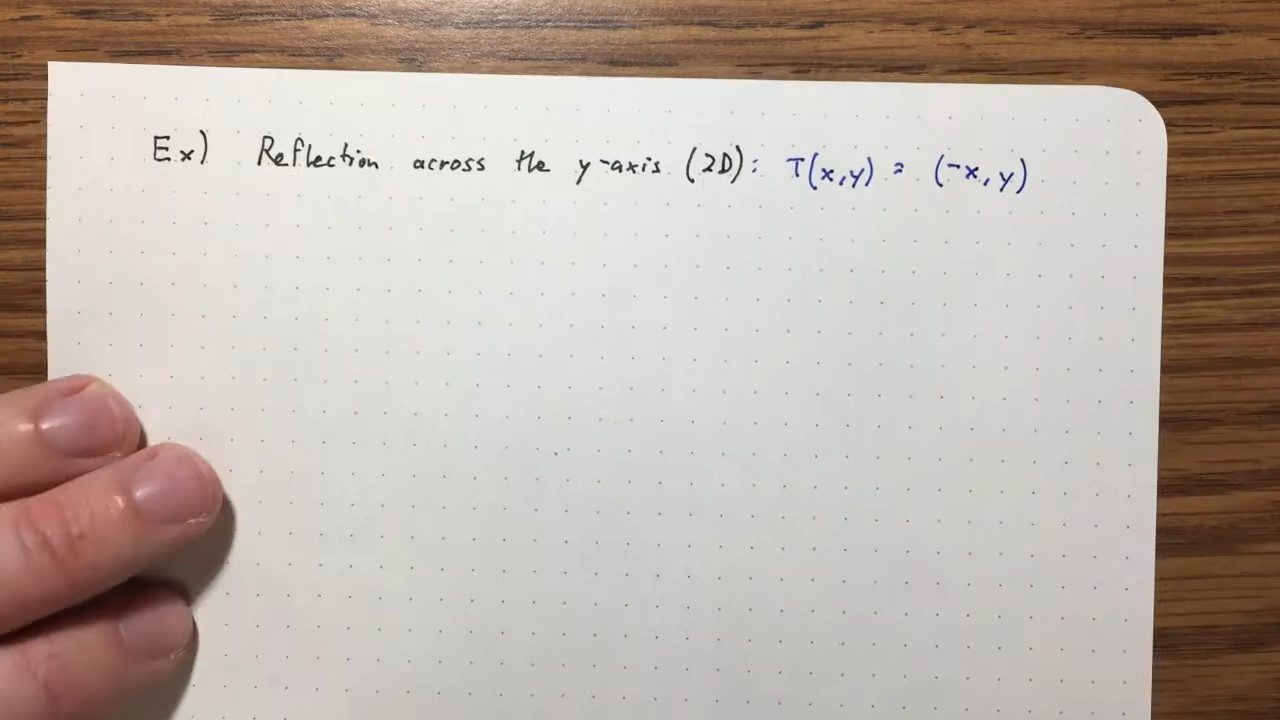 Ex) Reflection across the y-axis (2D): T(x,y) = (-x,y)